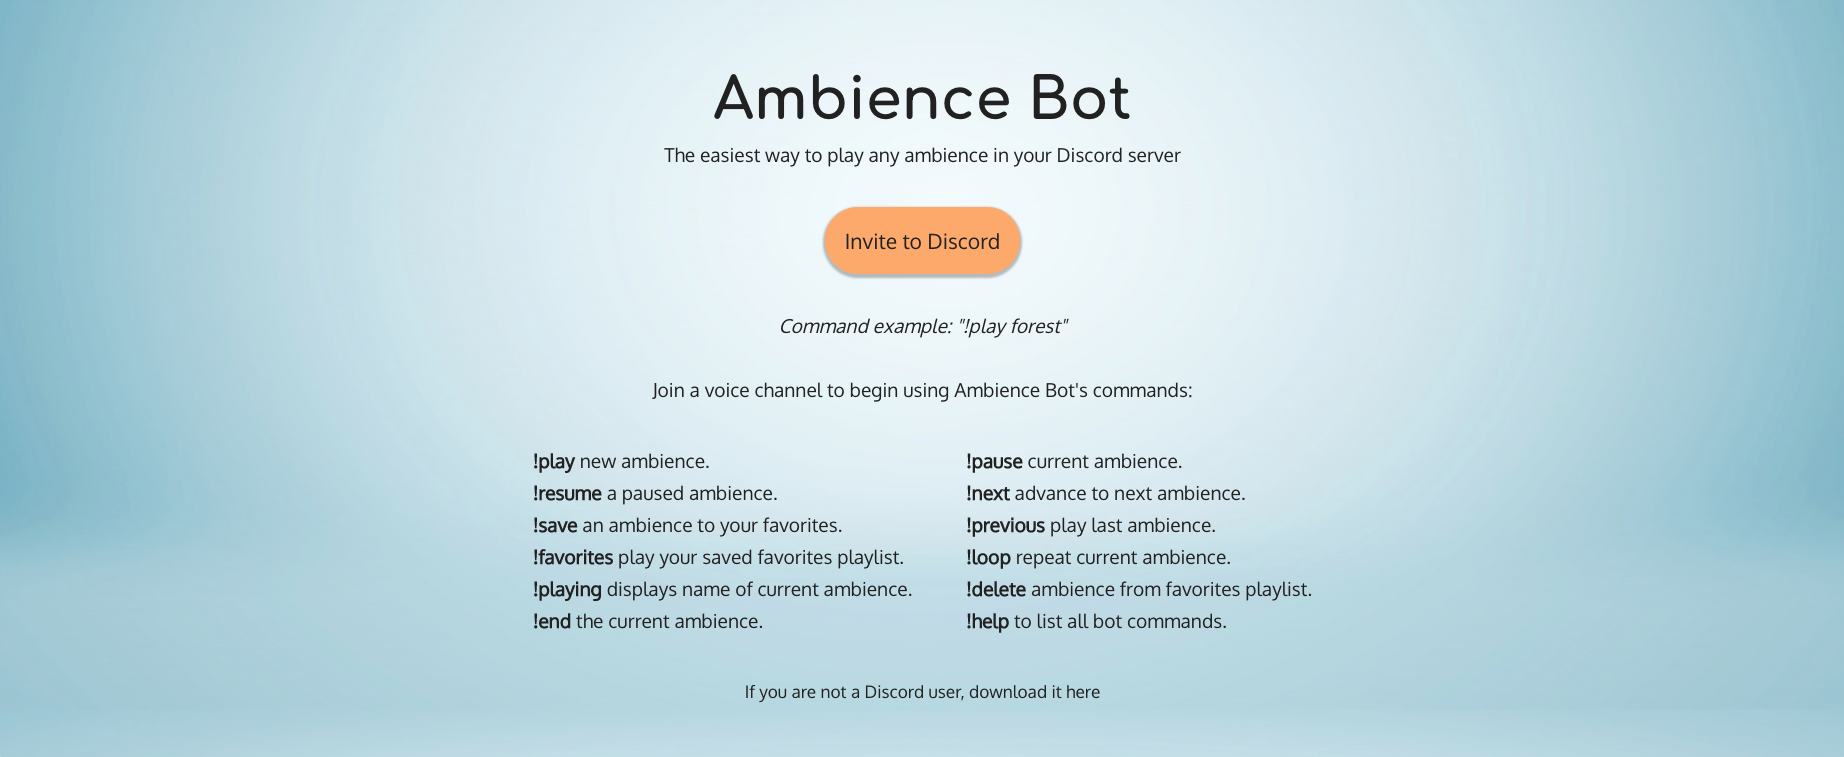 Ambience Bot
The easiest way to play any ambience in your Discord server
Invite to Discord
Command example: "!play forest"
Join a voice channel to begin using Ambience Bot's commands:
!play new ambience.
!resume a paused ambience.
!save an ambience to your favorites.
!favorites play your saved favorites playlist.
!playing displays name of current ambience.
!end the current ambience.
!pause current ambience.
!next advance to next ambience.
!previous play last ambience.
!loop repeat current ambience.
!delete ambience from favorites playlist.
!help to list all bot commands.
If you are not a Discord user, download it here